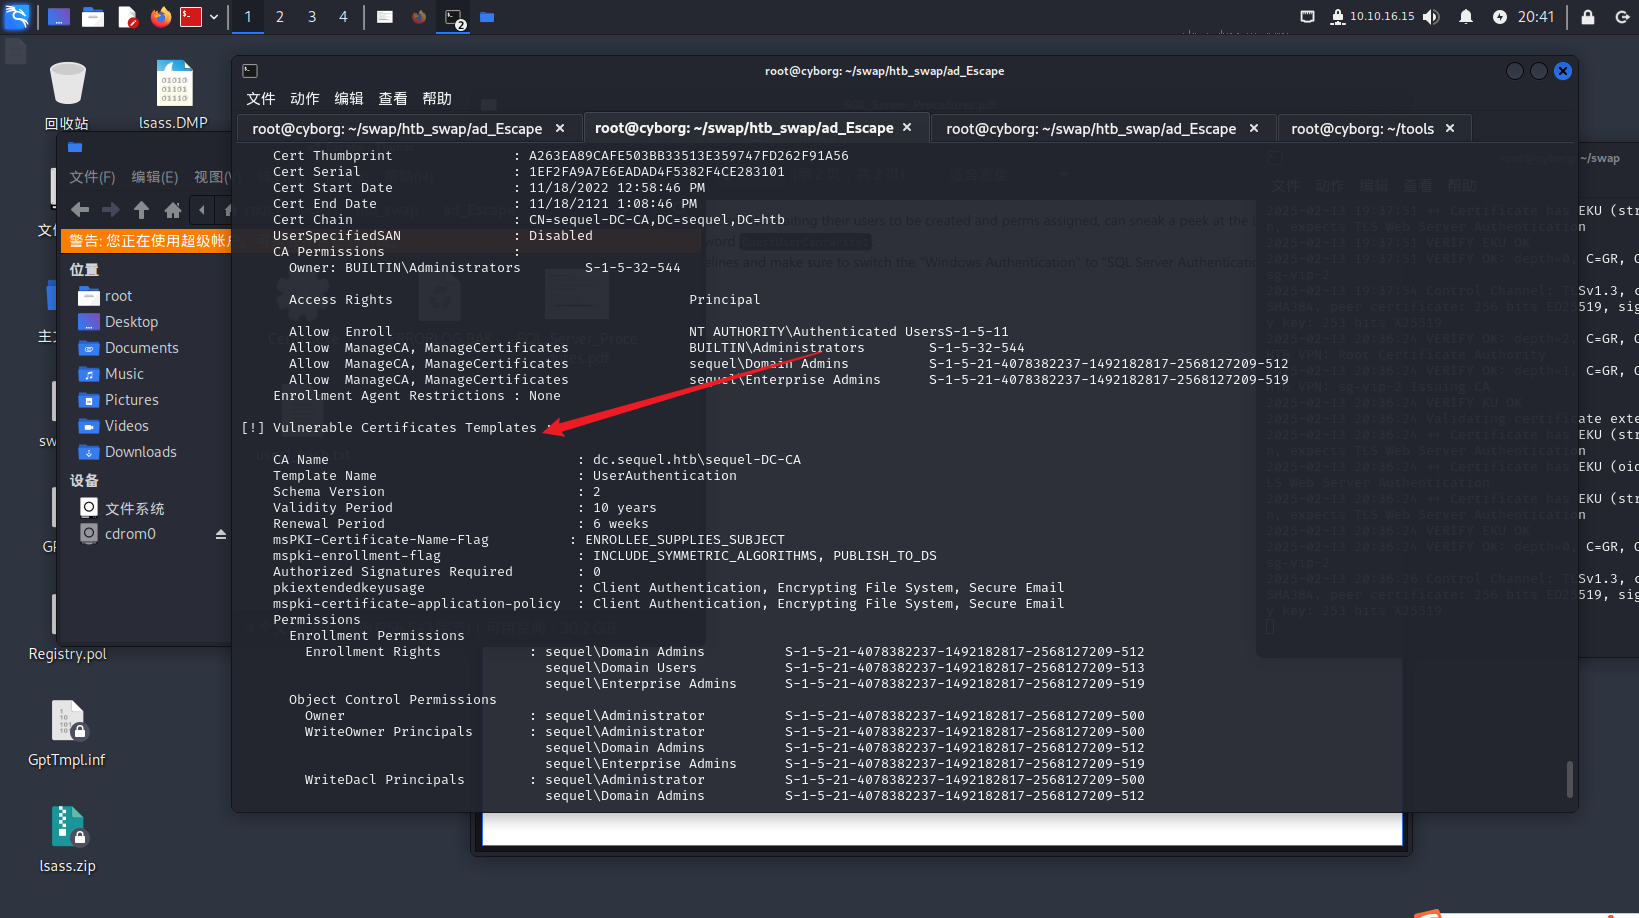 1 2 3 4
10.10.16.15
20:41
回收站
lsass.DMP
Registry.pol
GptTmpl.inf
lsass.zip
文件(F) 编辑(E) 视图(V
警告: 您正在使用超级帐户
位置
root
Desktop
Documents
Music
Pictures
Videos
Downloads
设备
文件系统
cdrom0
root@cyborg: ~/swap/htb_swap/ad_Escape
文件 动作 编辑 查看 帮助
root@cyborg: ~/swap/htb_swap/ad_Escape × root@cyborg: ~/swap/htb_swap/ad_Escape × root@cyborg: ~/swap/htb_swap/ad_Escape × root@cyborg: ~/tools ×
Cert Thumbprint : A263EA89CAFE503BB33513E359747FD262F91A56
Cert Serial : 1EF2FA9A7E6EADAD4F5382F4CE283101
Cert Start Date : 11/18/2022 12:58:46 PM
Cert End Date : 11/18/2121 1:08:46 PM
Cert Chain : CN=sequel-DC-CA,DC=sequel,DC=htb
UserSpecifiedSAN : Disabled
CA Permissions :
Owner: BUILTIN\Administrators S-1-5-32-544
Access Rights Principal
Allow Enroll NT AUTHORITY\Authenticated UsersS-1-5-11
Allow ManageCA, ManageCertificates BUILTIN\Administrators S-1-5-32-544
Allow ManageCA, ManageCertificates sequel\Domain Admins S-1-5-21-4078382237-1492182817-2568127209-512
Allow ManageCA, ManageCertificates sequel\Enterprise Admins S-1-5-21-4078382237-1492182817-2568127209-519
Enrollment Agent Restrictions : None
[!] Vulnerable Certificates Templates :
CA Name : dc.sequel.htb\sequel-DC-CA
Template Name : UserAuthentication
Schema Version : 2
Validity Period : 10 years
Renewal Period : 6 weeks
msPKI-Certificate-Name-Flag : ENROLLEE_SUPPLIES_SUBJECT
mspki-enrollment-flag : INCLUDE_SYMMETRIC_ALGORITHMS, PUBLISH_TO_DS
Authorized Signatures Required : 0
pkiextendedkeyusage : Client Authentication, Encrypting File System, Secure Email
mspki-certificate-application-policy : Client Authentication, Encrypting File System, Secure Email
Permissions
Enrollment Permissions
Enrollment Rights : sequel\Domain Admins S-1-5-21-4078382237-1492182817-2568127209-512
sequel\Domain Users S-1-5-21-4078382237-1492182817-2568127209-513
sequel\Enterprise Admins S-1-5-21-4078382237-1492182817-2568127209-519
Object Control Permissions
Owner : sequel\Administrator S-1-5-21-4078382237-1492182817-2568127209-500
WriteOwner Principals : sequel\Administrator S-1-5-21-4078382237-1492182817-2568127209-500
sequel\Domain Admins S-1-5-21-4078382237-1492182817-2568127209-512
sequel\Enterprise Admins S-1-5-21-4078382237-1492182817-2568127209-519
WriteDacl Principals : sequel\Administrator S-1-5-21-4078382237-1492182817-2568127209-500
sequel\Domain Admins S-1-5-21-4078382237-1492182817-2568127209-512